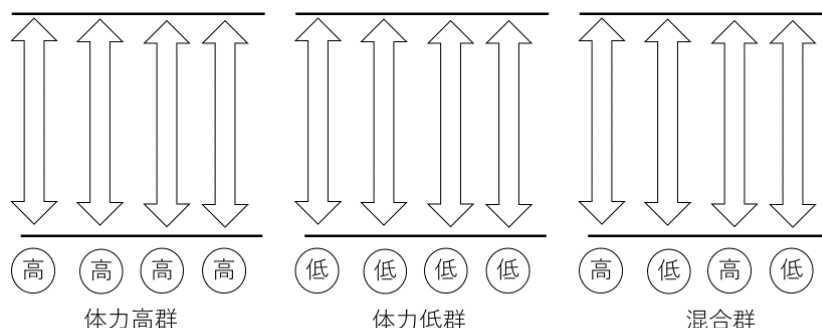 高 高 高 高 低 低 低 低 高 低 高 低
体力高群 体力低群 混合群